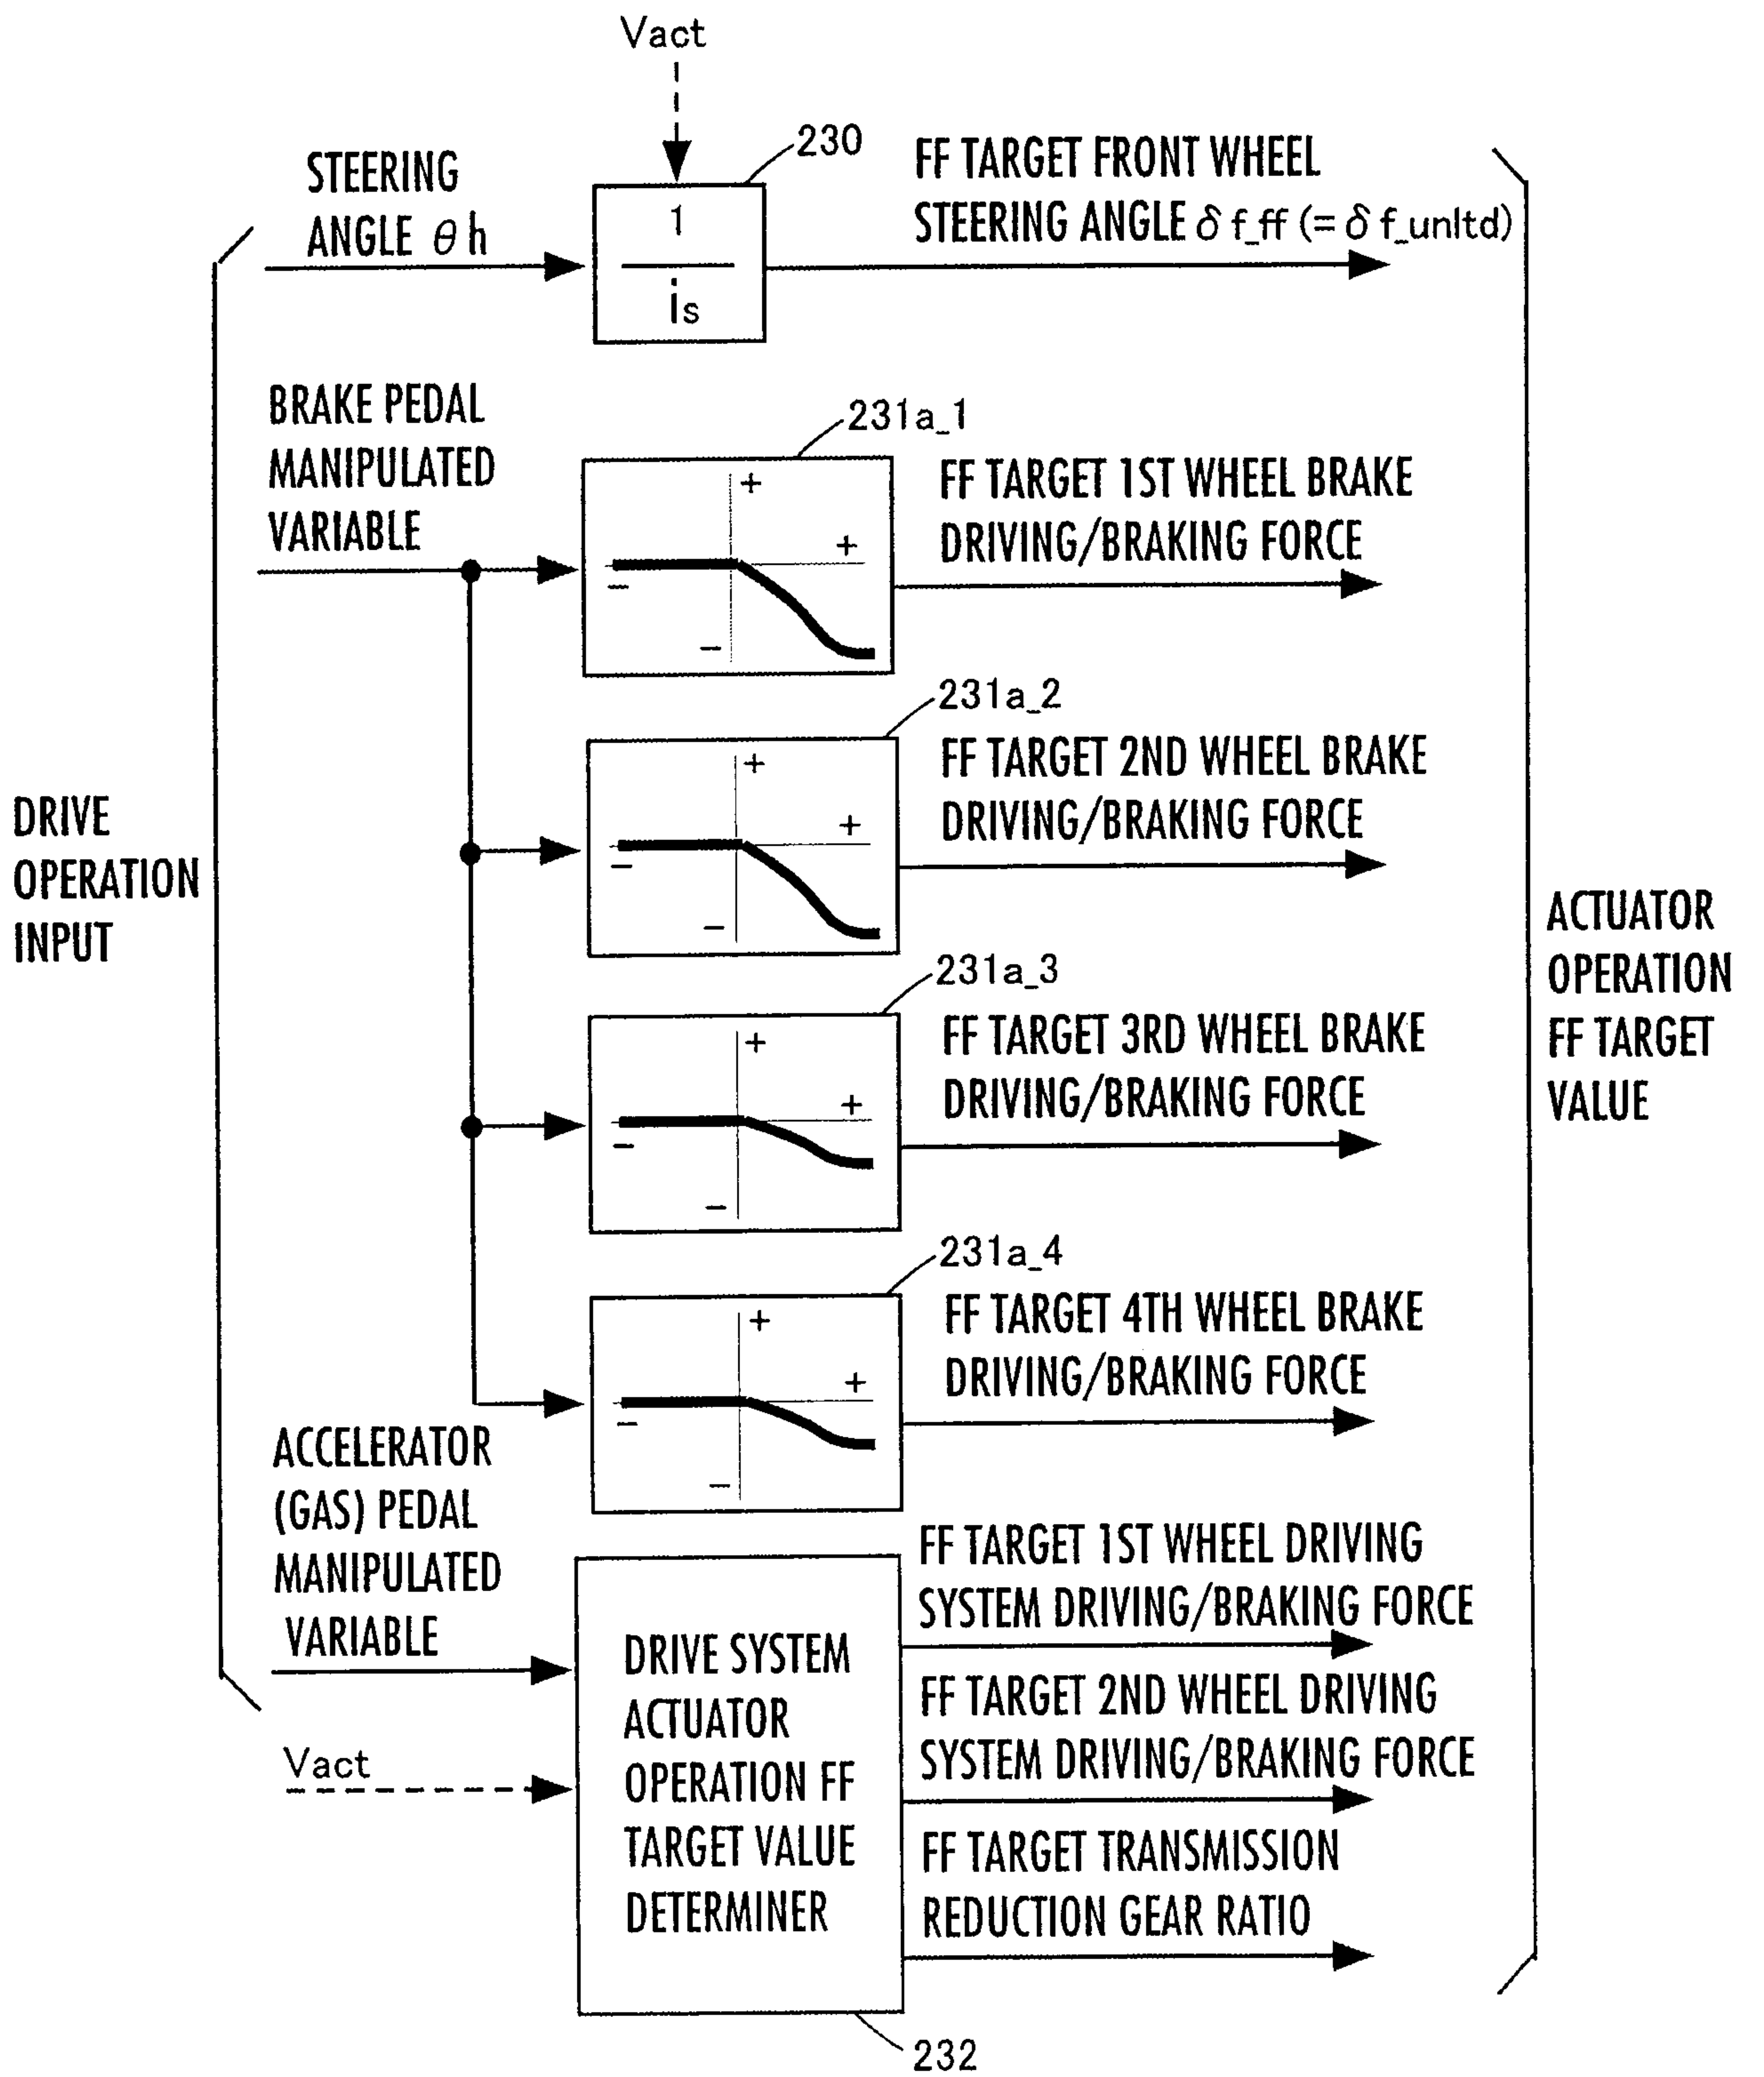 Vact
230
STEERING
ANGLE θh
1
is
FF TARGET FRONT WHEEL
STEERING ANGLE δf_ff (=δf_unltd)
BRAKE PEDAL
MANIPULATED
VARIABLE
231a_1
+
+
−
−
FF TARGET 1ST WHEEL BRAKE
DRIVING/BRAKING FORCE
231a_2
+
+
−
−
FF TARGET 2ND WHEEL BRAKE
DRIVING/BRAKING FORCE
DRIVE
OPERATION
INPUT
ACTUATOR
OPERATION
FF TARGET
VALUE
231a_3
+
+
−
−
FF TARGET 3RD WHEEL BRAKE
DRIVING/BRAKING FORCE
231a_4
+
+
−
−
FF TARGET 4TH WHEEL BRAKE
DRIVING/BRAKING FORCE
ACCELERATOR
(GAS) PEDAL
MANIPULATED
VARIABLE
Vact
DRIVE SYSTEM
ACTUATOR
OPERATION FF
TARGET VALUE
DETERMINER
FF TARGET 1ST WHEEL DRIVING
SYSTEM DRIVING/BRAKING FORCE
FF TARGET 2ND WHEEL DRIVING
SYSTEM DRIVING/BRAKING FORCE
FF TARGET TRANSMISSION
REDUCTION GEAR RATIO
232